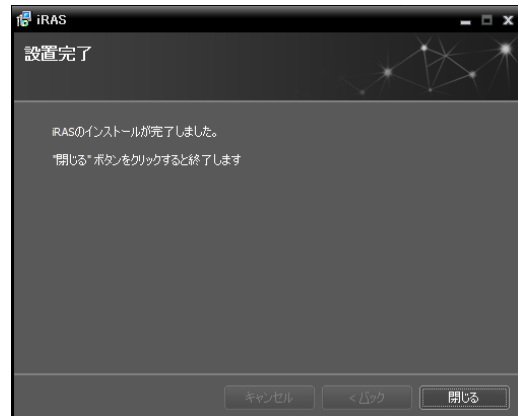 iRAS
設置完了
iRASのインストールが完了しました。
"閉じる" ボタンをクリックすると終了します
キャンセル
< バック
閉じる